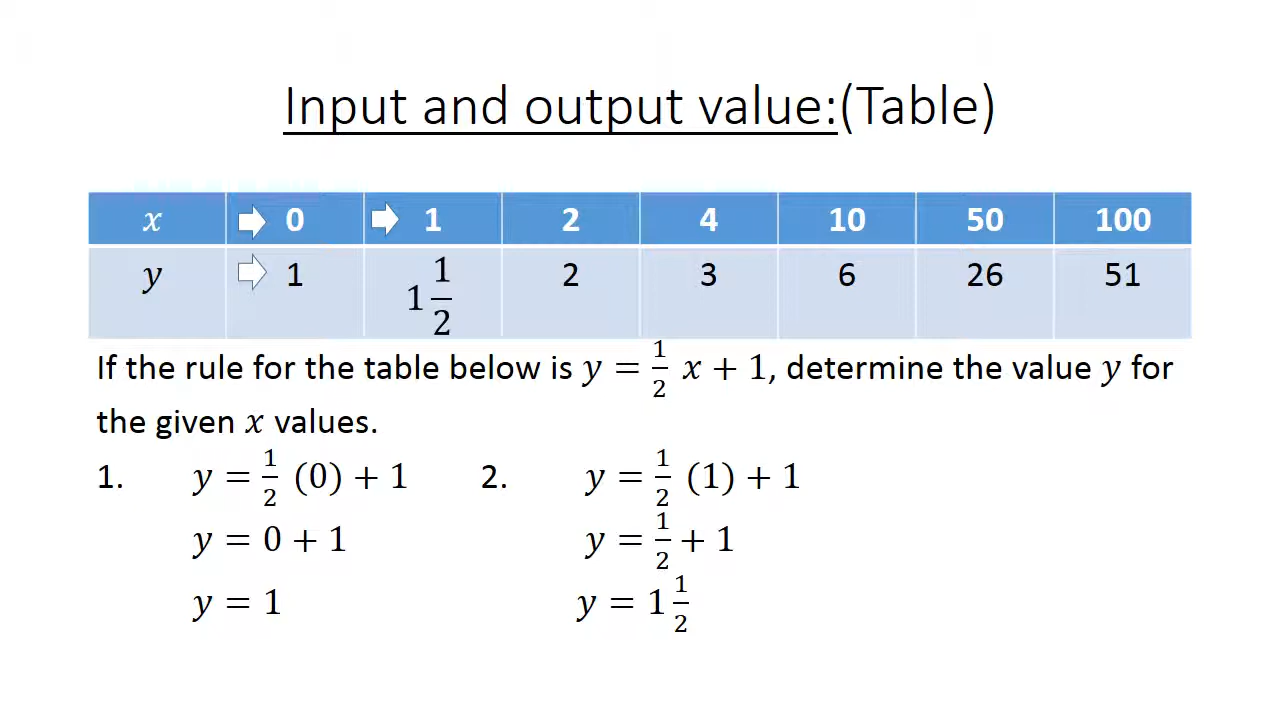 Input and output value:(Table)
x 0 1 2 4 10 50 100
y 1 1 1/2 2 3 6 26 51
If the rule for the table below is y = 1/2 x + 1, determine the value y for
the given x values.
1. y = 1/2 (0) + 1 2. y = 1/2 (1) + 1
y = 0 + 1 y = 1/2 + 1
y = 1 y = 1 1/2